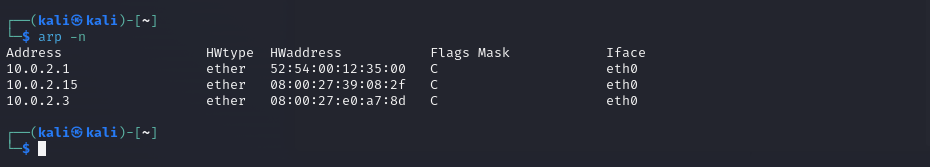 ┌──(kali㉿kali)-[~]
└─$ arp -n
Address                  HWtype  HWaddress           Flags Mask            Iface
10.0.2.1                 ether   52:54:00:12:35:00   C                     eth0
10.0.2.15                ether   08:00:27:39:08:2f   C                     eth0
10.0.2.3                 ether   08:00:27:e0:a7:8d   C                     eth0
┌──(kali㉿kali)-[~]
└─$